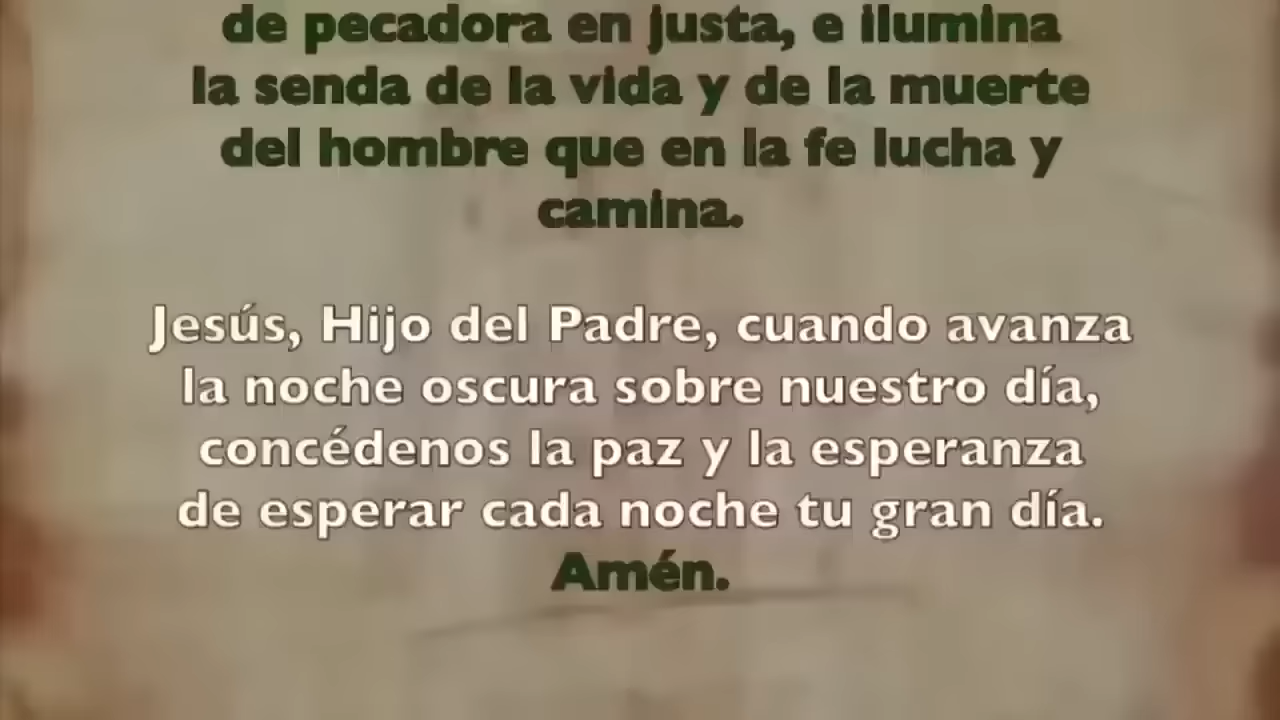 de pecadora en justa, e ilumina
la senda de la vida y de la muerte
del hombre que en la fe lucha y
camina.
Jesús, Hijo del Padre, cuando avanza
la noche oscura sobre nuestro día,
concédenos la paz y la esperanza
de esperar cada noche tu gran día.
Amén.